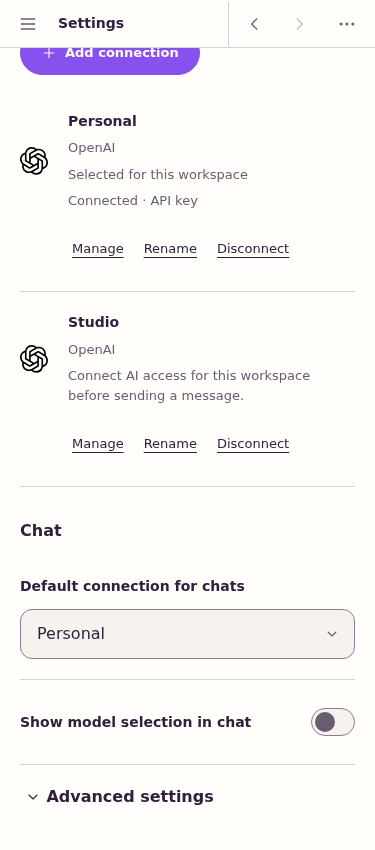 Settings
Add connection
Personal
OpenAI
Selected for this workspace
Connected · API key
Manage Rename Disconnect
Studio
OpenAI
Connect AI access for this workspace
before sending a message.
Manage Rename Disconnect
Chat
Default connection for chats
Personal
Show model selection in chat
Advanced settings